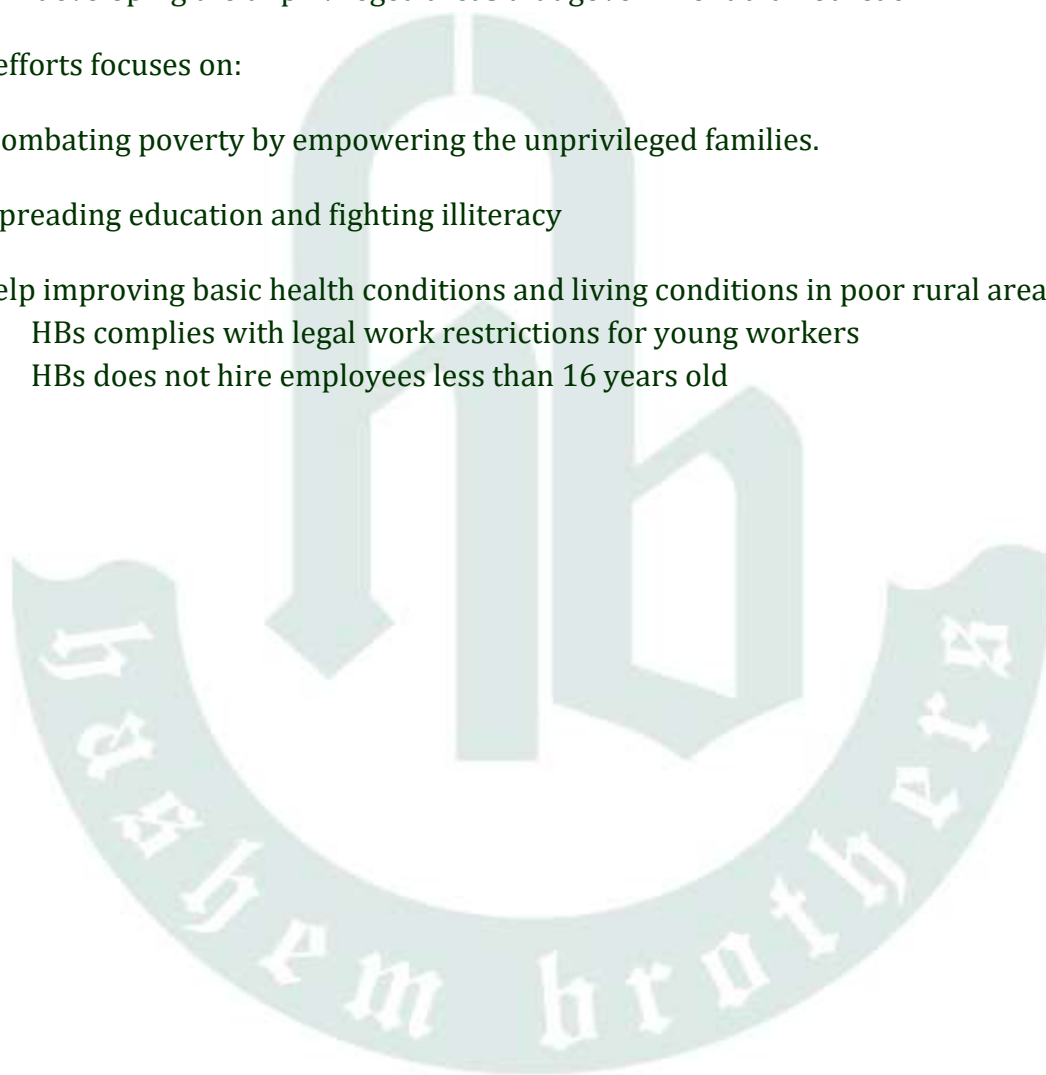 efforts focuses on:
ombating poverty by empowering the unprivileged families.
preading education and fighting illiteracy
elp improving basic health conditions and living conditions in poor rural area
HBs complies with legal work restrictions for young workers
HBs does not hire employees less than 16 years old
hb
hashem brothers